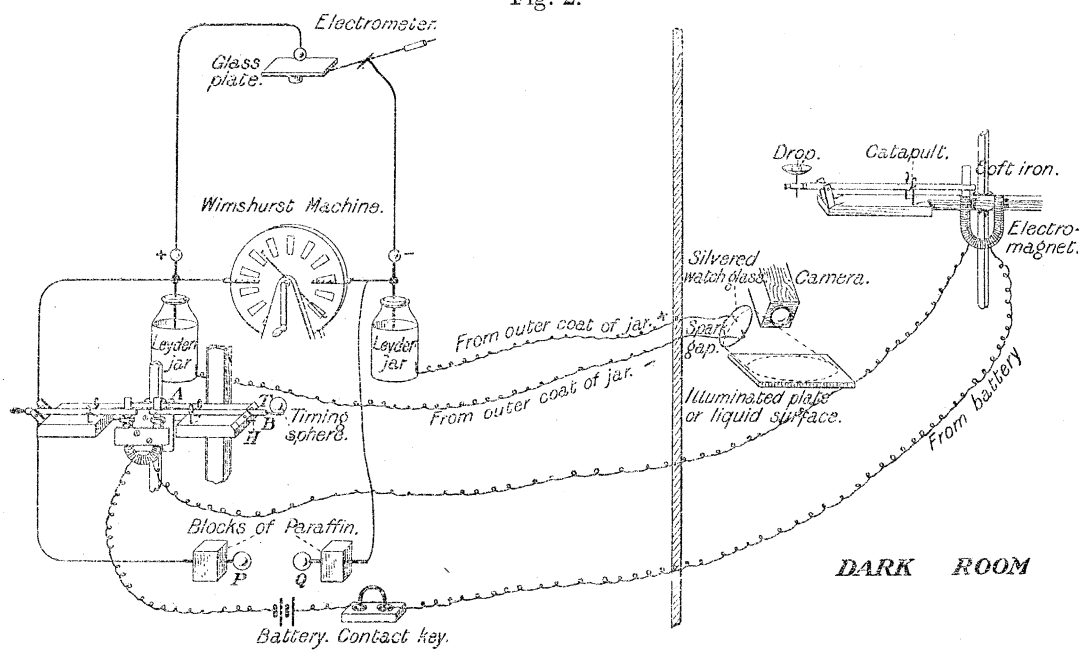 Fig. 2.
Electrometer.
Glass
plate.
Drop.
Catapult.
Soft iron.
Wimshurst Machine.
Electro-
magnet.
+
−
Silvered
watch glass.
Camera.
Leyden
jar
Leyden
jar
From outer coat of jar. +
Spark
gap.
From outer coat of jar. −
Illuminated plate
or liquid surface.
A
T
B
H
Timing
sphere.
From battery
Blocks of Paraffin.
P
Q
DARK ROOM
Battery. Contact key.